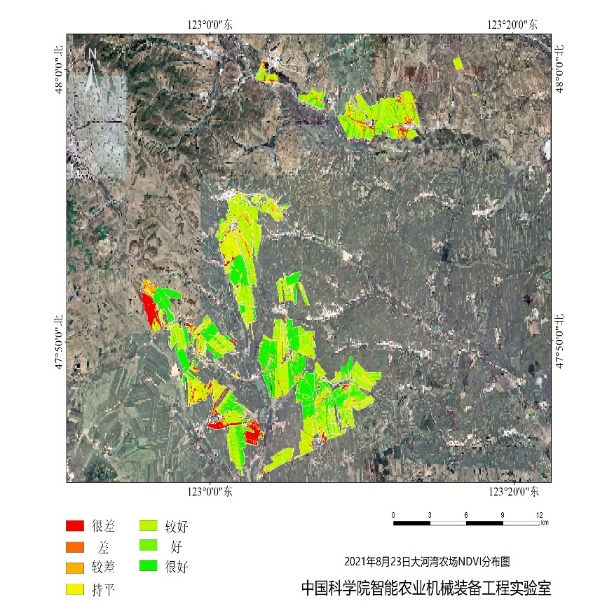 123°0'0"东 123°20'0"东
48°0'0"北 48°0'0"北
N
47°50'0"北 47°50'0"北
123°0'0"东 123°20'0"东
很差 较好
差 好
较差 很好
持平
0 3 6 9 12 km
2021年8月23日大河湾农场NDVI分布图
中国科学院智能农业机械装备工程实验室